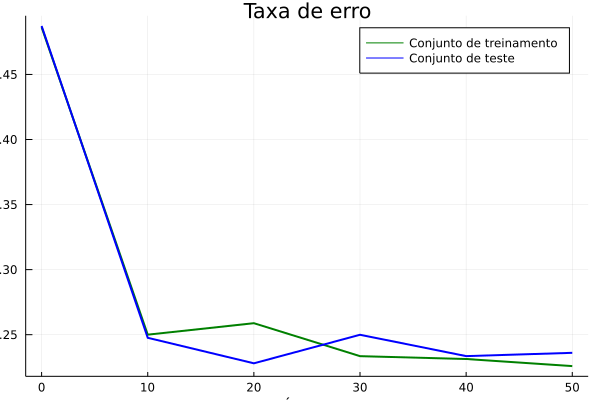 Taxa de erro
Conjunto de treinamento
Conjunto de teste
.45
.40
.35
.30
.25
0 10 20 30 40 50